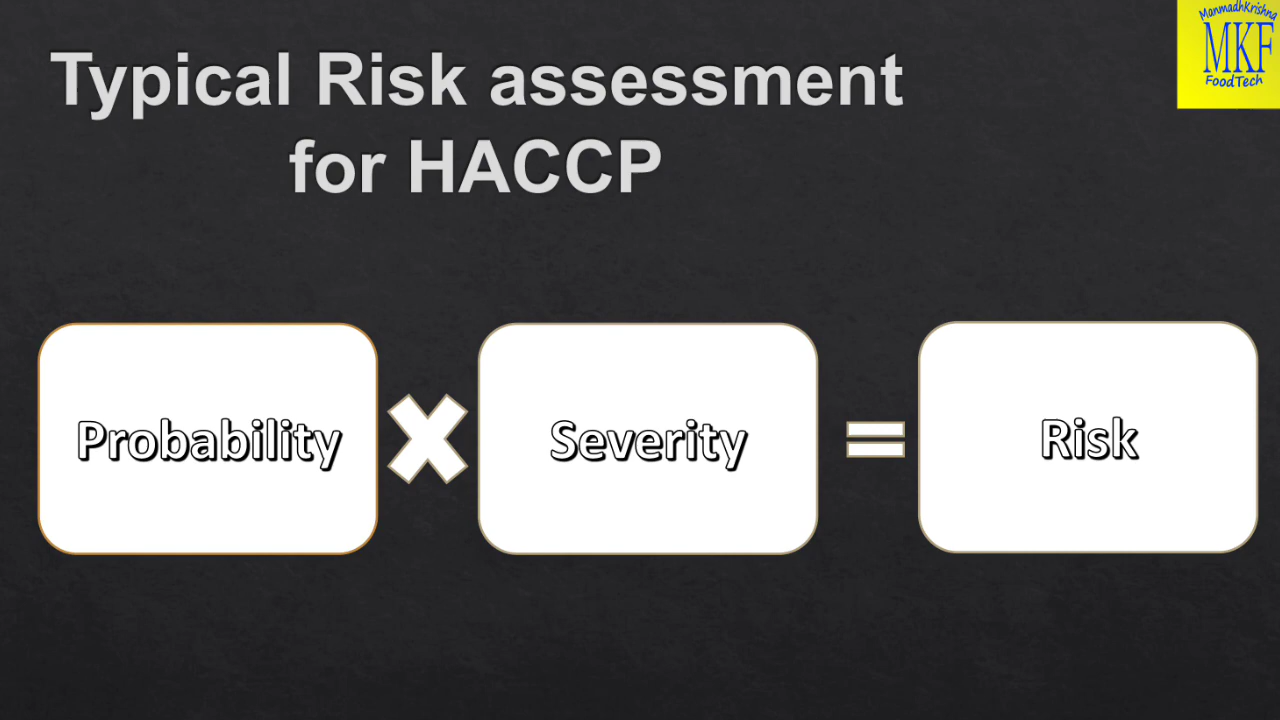 Typical Risk assessment
for HACCP
ManmadhKrishna
MKF
FoodTech
Probability
Severity
Risk